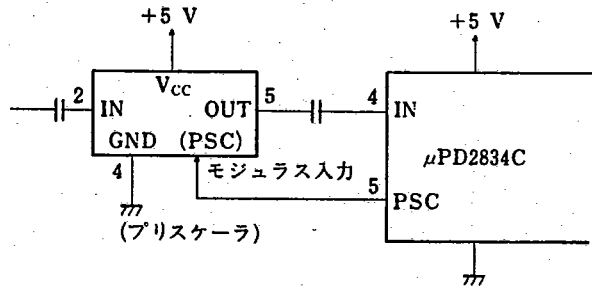 +5 V
+5 V
VCC
2
IN
OUT
5
4
IN
GND
(PSC)
μPD2834C
4
モジュラス入力
5
PSC
(プリスケーラ)